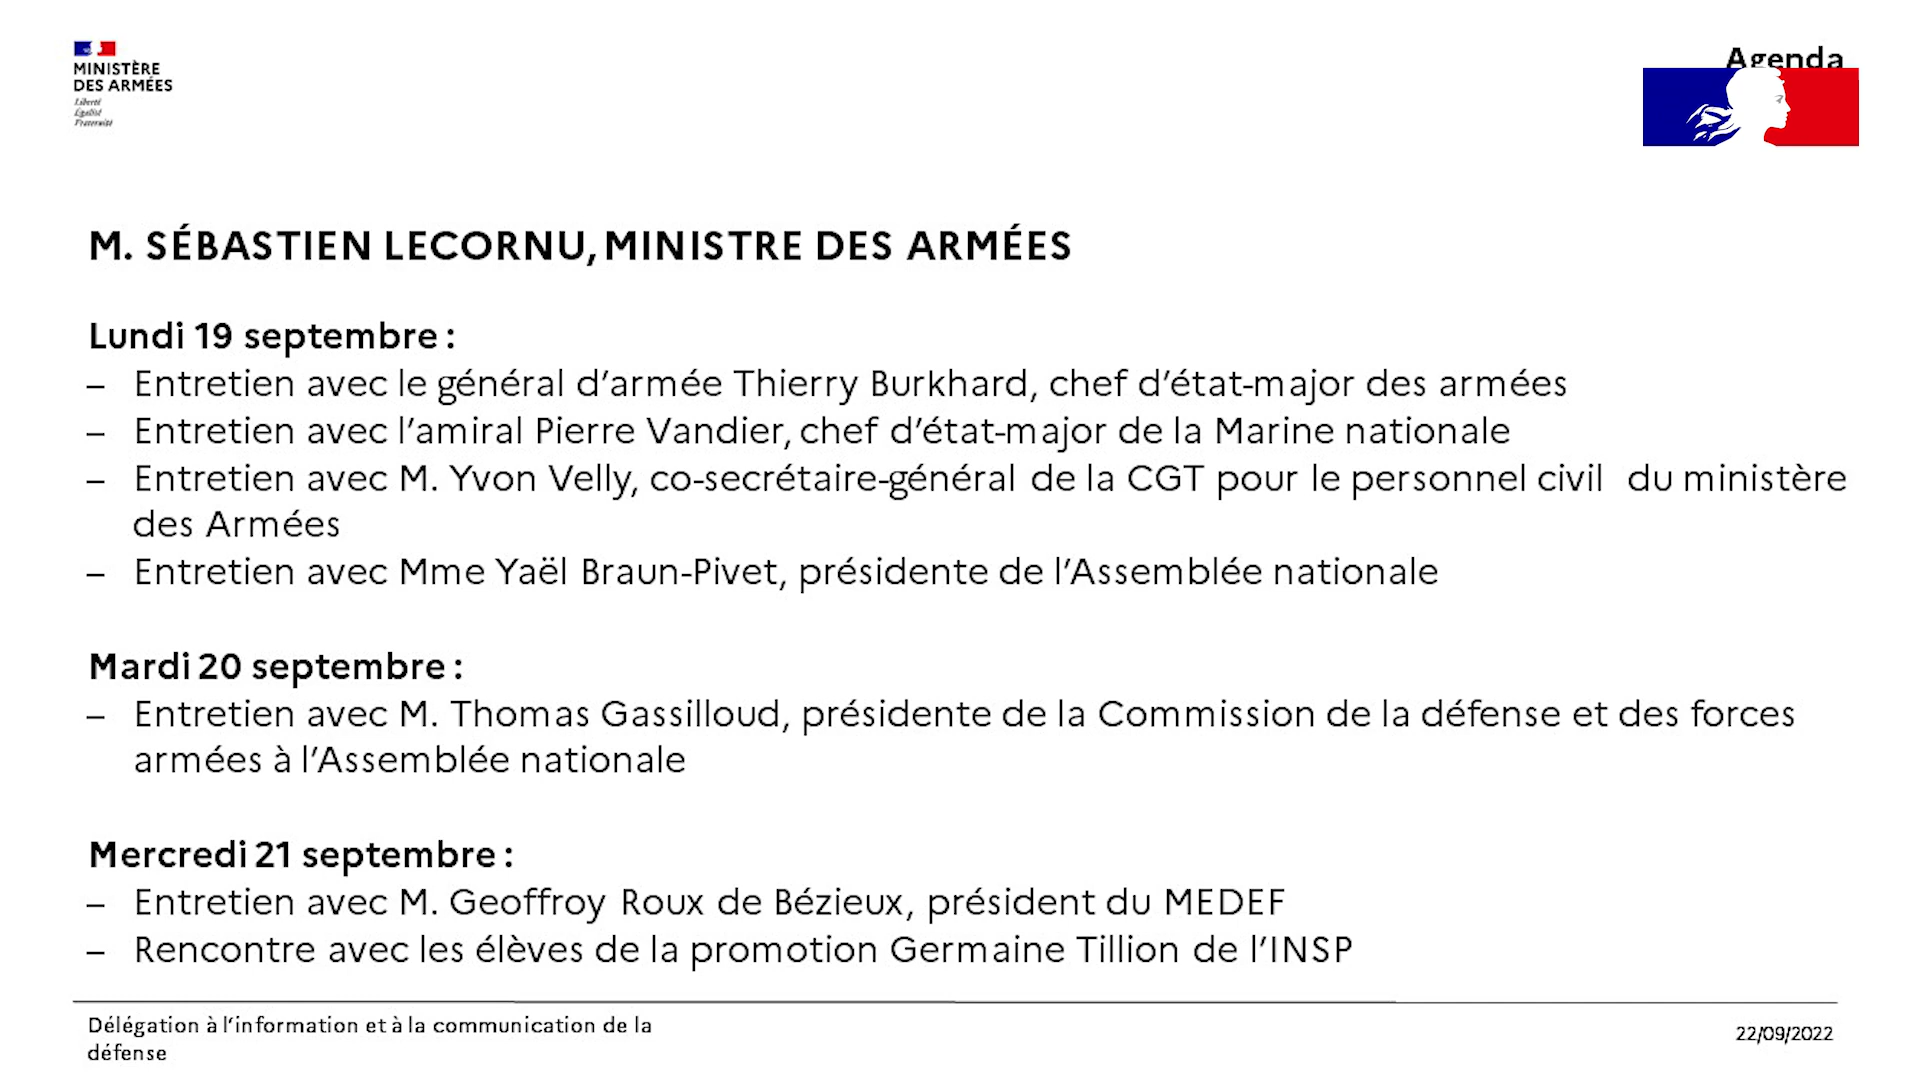 MINISTÈRE
DES ARMÉES
Liberté
Égalité
Fraternité
Agenda
M. SÉBASTIEN LECORNU, MINISTRE DES ARMÉES
Lundi 19 septembre :
– Entretien avec le général d’armée Thierry Burkhard, chef d’état-major des armées
– Entretien avec l’amiral Pierre Vandier, chef d’état-major de la Marine nationale
– Entretien avec M. Yvon Velly, co-secrétaire-général de la CGT pour le personnel civil du ministère
des Armées
– Entretien avec Mme Yaël Braun-Pivet, présidente de l’Assemblée nationale
Mardi 20 septembre :
– Entretien avec M. Thomas Gassilloud, présidente de la Commission de la défense et des forces
armées à l’Assemblée nationale
Mercredi 21 septembre :
– Entretien avec M. Geoffroy Roux de Bézieux, président du MEDEF
– Rencontre avec les élèves de la promotion Germaine Tillion de l’INSP
Délégation à l’information et à la communication de la
défense
22/09/2022